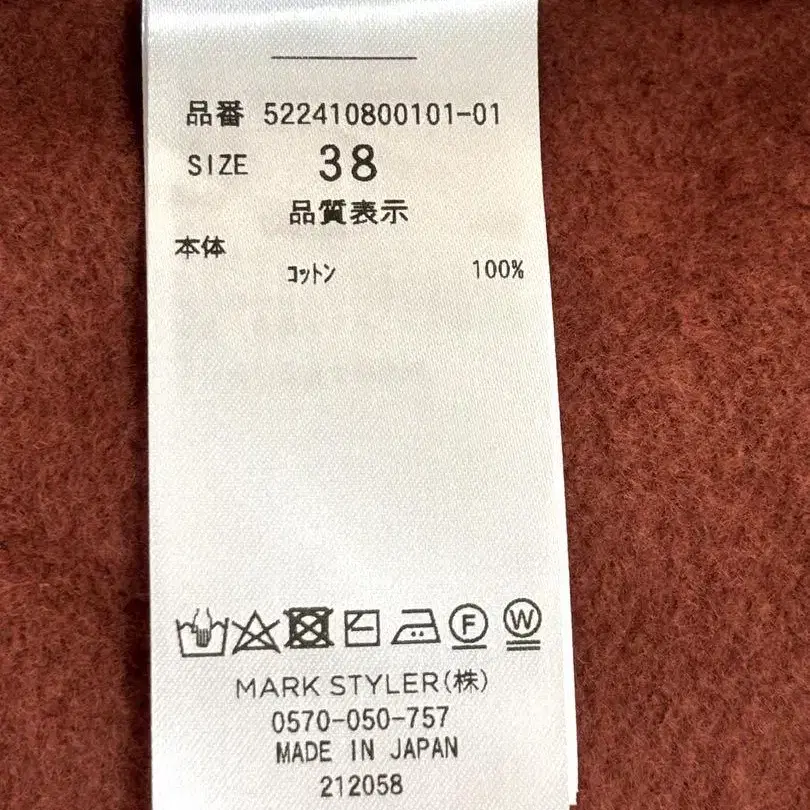 品番 522410800101-01
SIZE 38
品質表示
本体
コットン 100%
F W
MARK STYLER(株)
0570-050-757
MADE IN JAPAN
212058